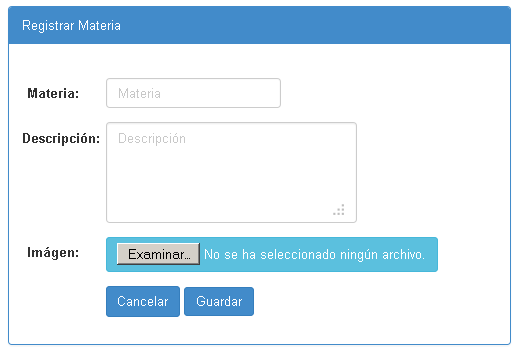 Registrar Materia
Materia: Materia
Descripción: Descripción
Imágen: Examinar... No se ha seleccionado ningún archivo.
Cancelar Guardar